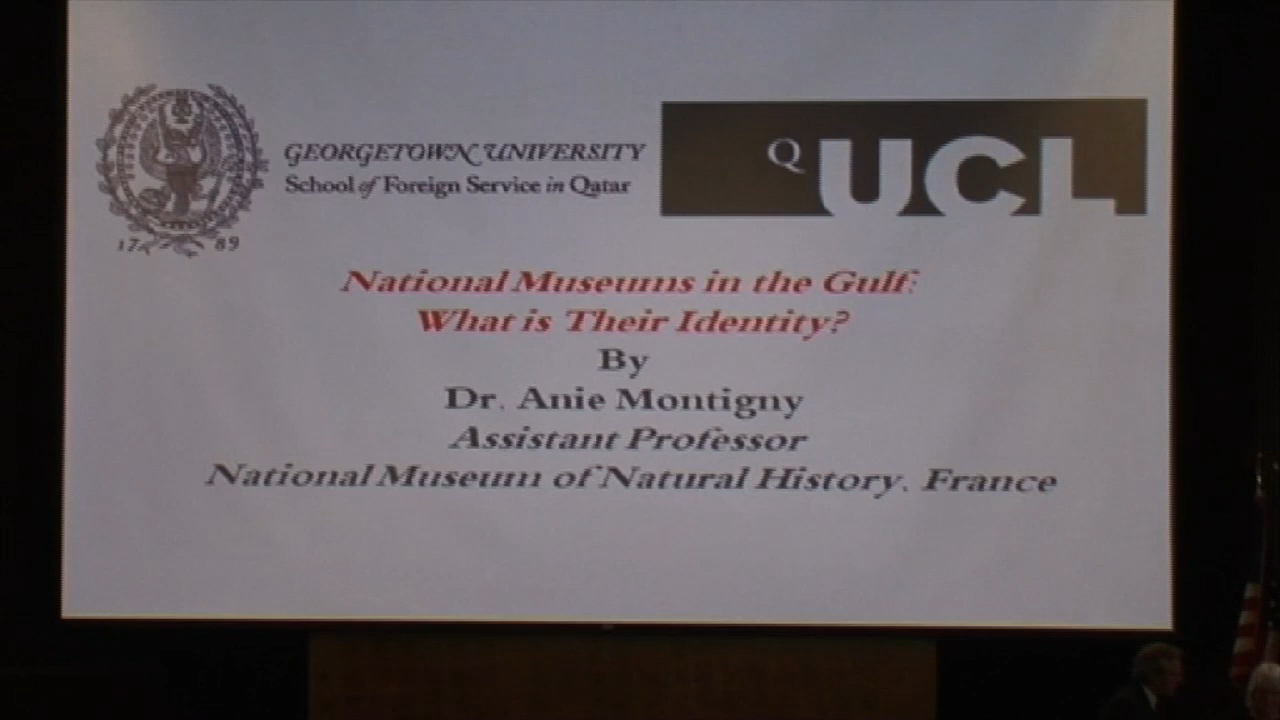 GEORGETOWN UNIVERSITY
School of Foreign Service in Qatar
17 89
Q UCL
National Museums in the Gulf:
What is Their Identity?
By
Dr. Anie Montigny
Assistant Professor
National Museum of Natural History, France